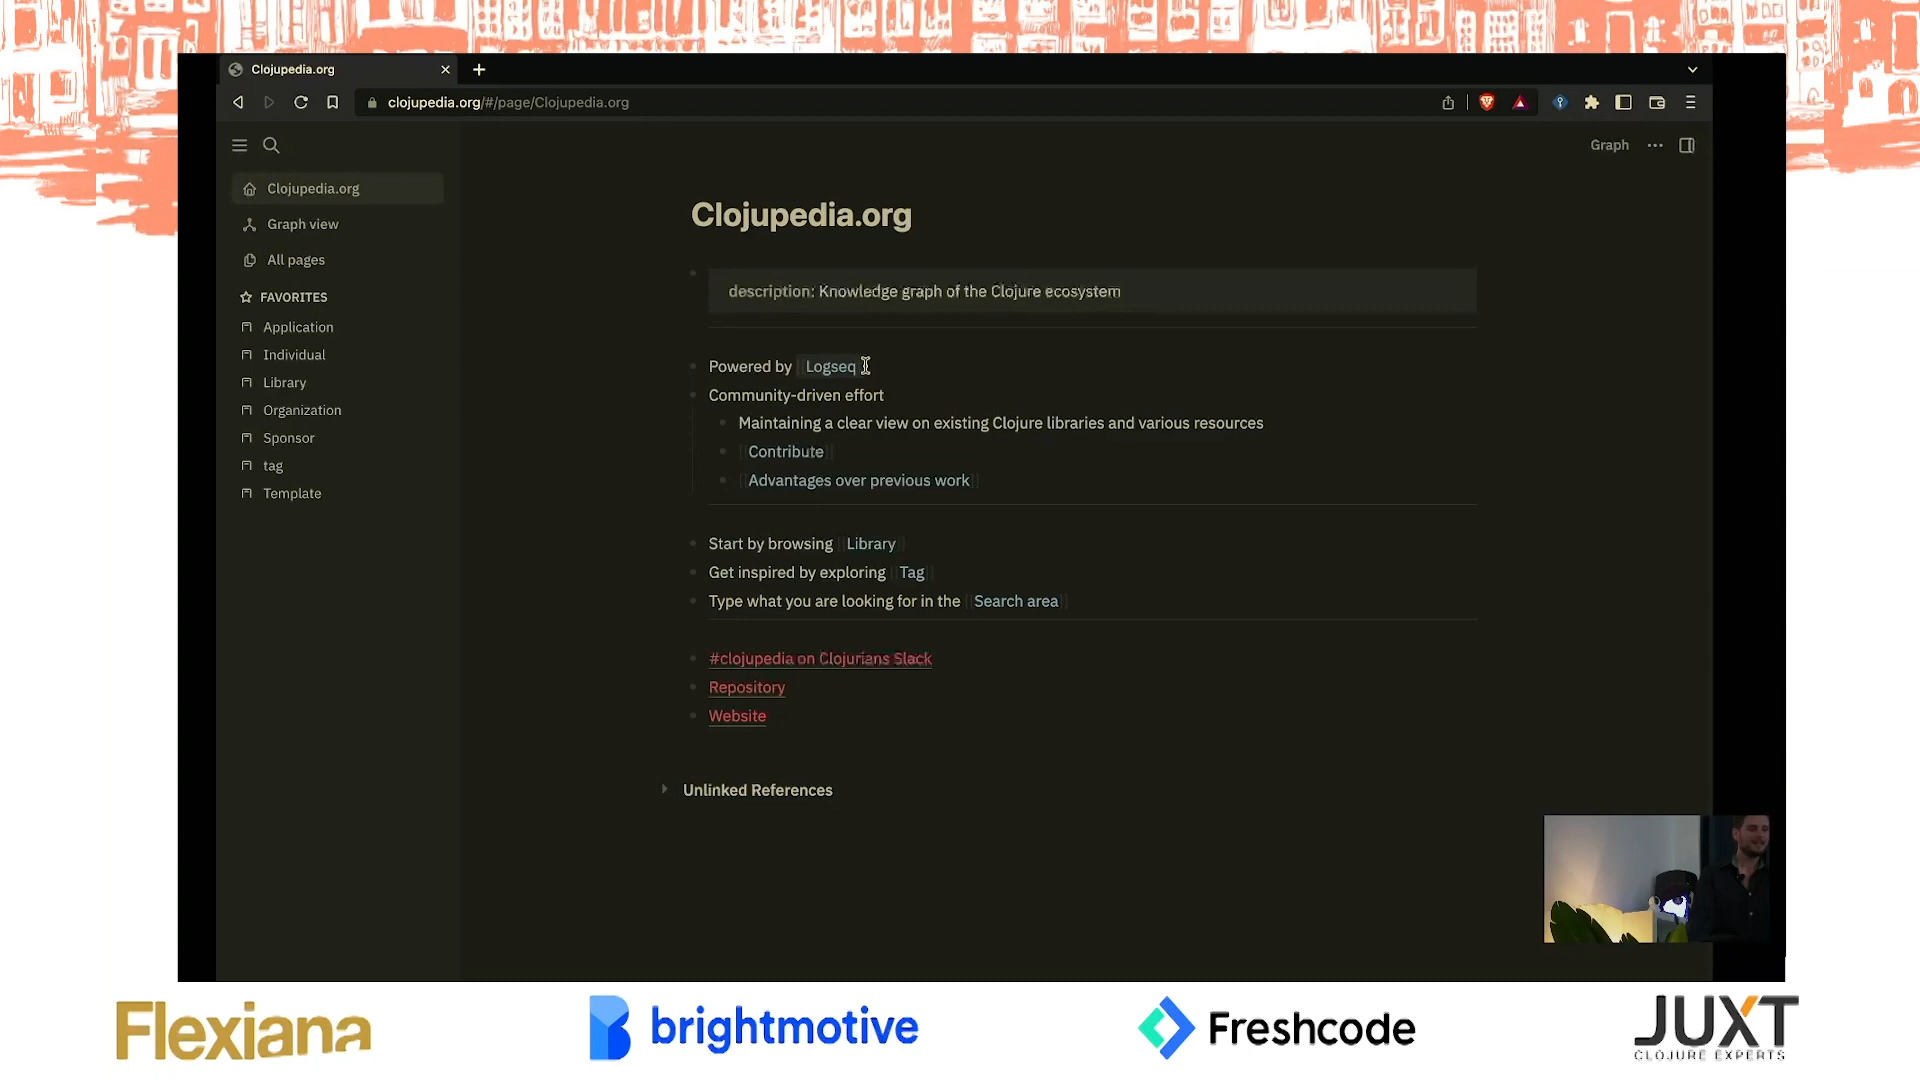 Clojupedia.org
clojupedia.org/#/page/Clojupedia.org
Graph
Clojupedia.org
Graph view
All pages
FAVORITES
Application
Individual
Library
Organization
Sponsor
tag
Template
Clojupedia.org
description: Knowledge graph of the Clojure ecosystem
Powered by [[Logseq
Community-driven effort
Maintaining a clear view on existing Clojure libraries and various resources
[[Contribute]]
[[Advantages over previous work]]
Start by browsing [[Library]]
Get inspired by exploring [[Tag]]
Type what you are looking for in the [[Search area]]
#clojupedia on Clojurians Slack
Repository
Website
Unlinked References
Flexiana
brightmotive
Freshcode
JUXT
CLOJURE EXPERTS